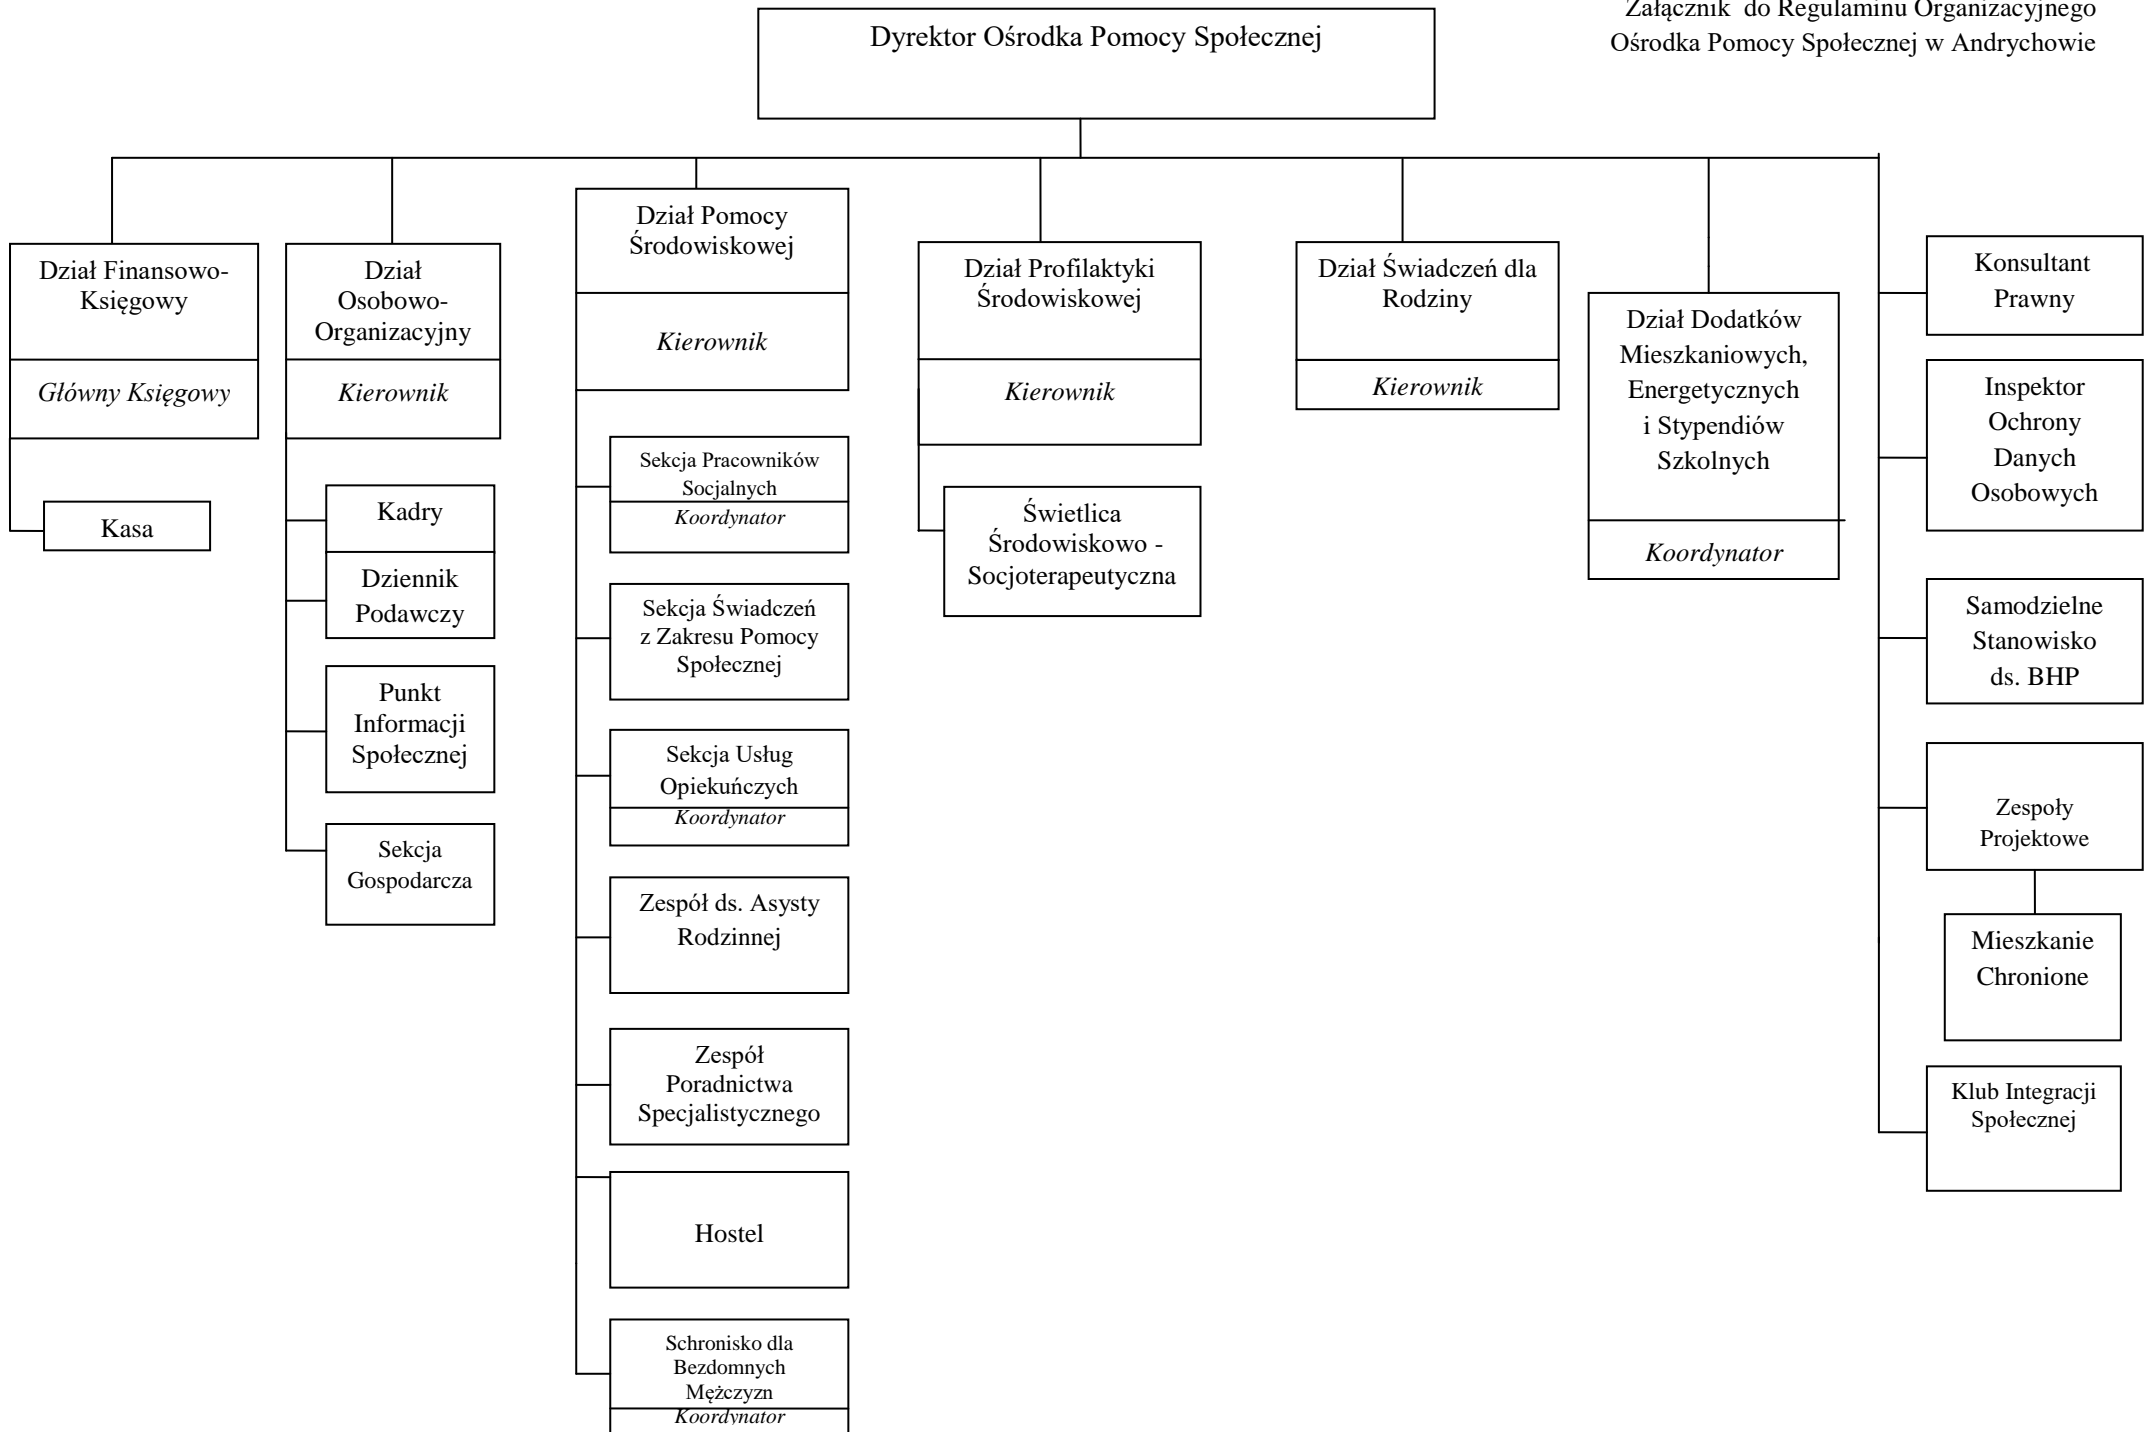 Załącznik do Regulaminu Organizacyjnego
Ośrodka Pomocy Społecznej w Andrychowie
Dyrektor Ośrodka Pomocy Społecznej
Dział Finansowo-
Księgowy
Główny Księgowy
Kasa
Dział
Osobowo-
Organizacyjny
Kierownik
Kadry
Dziennik
Podawczy
Punkt
Informacji
Społecznej
Sekcja
Gospodarcza
Dział Pomocy
Środowiskowej
Kierownik
Sekcja Pracowników
Socjalnych
Koordynator
Sekcja Świadczeń
z Zakresu Pomocy
Społecznej
Sekcja Usług
Opiekuńczych
Koordynator
Zespół ds. Asysty
Rodzinnej
Zespół
Poradnictwa
Specjalistycznego
Hostel
Schronisko dla
Bezdomnych
Mężczyzn
Koordynator
Dział Profilaktyki
Środowiskowej
Kierownik
Świetlica
Środowiskowo -
Socjoterapeutyczna
Dział Świadczeń dla
Rodziny
Kierownik
Dział Dodatków
Mieszkaniowych,
Energetycznych
i Stypendiów
Szkolnych
Koordynator
Konsultant
Prawny
Inspektor
Ochrony
Danych
Osobowych
Samodzielne
Stanowisko
ds. BHP
Zespoły
Projektowe
Mieszkanie
Chronione
Klub Integracji
Społecznej